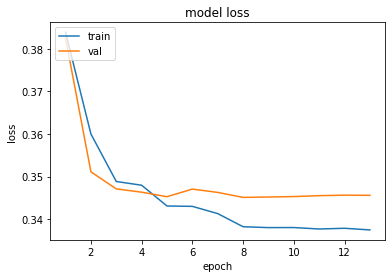 model loss
train
val
0.38
0.37
0.36
0.35
0.34
loss
2 4 6 8 10 12
epoch